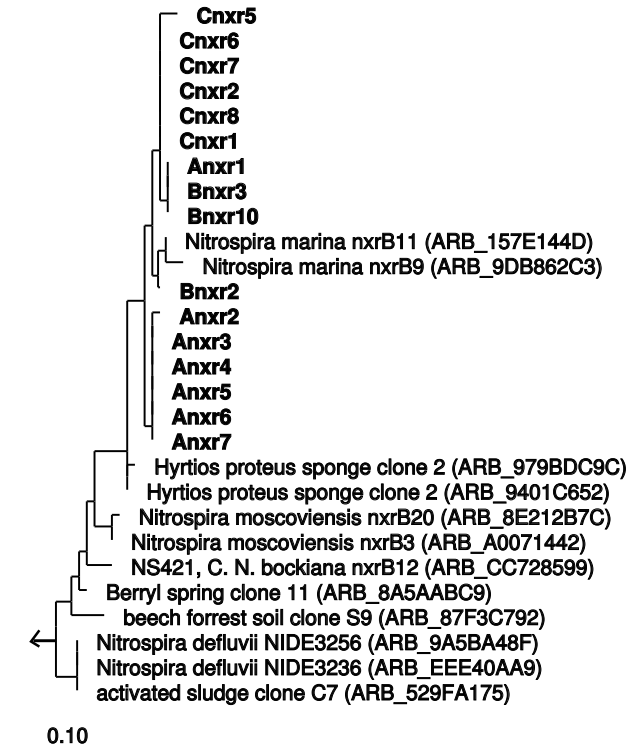 Cnxr5
Cnxr6
Cnxr7
Cnxr2
Cnxr8
Cnxr1
Anxr1
Bnxr3
Bnxr10
Nitrospira marina nxrB11 (ARB_157E144D)
Nitrospira marina nxrB9 (ARB_9DB862C3)
Bnxr2
Anxr2
Anxr3
Anxr4
Anxr5
Anxr6
Anxr7
Hyrtios proteus sponge clone 2 (ARB_979BDC9C)
Hyrtios proteus sponge clone 2 (ARB_9401C652)
Nitrospira moscoviensis nxrB20 (ARB_8E212B7C)
Nitrospira moscoviensis nxrB3 (ARB_A0071442)
NS421, C. N. bockiana nxrB12 (ARB_CC728599)
Berryl spring clone 11 (ARB_8A5AABC9)
beech forrest soil clone S9 (ARB_87F3C792)
Nitrospira defluvii NIDE3256 (ARB_9A5BA48F)
Nitrospira defluvii NIDE3236 (ARB_EEE40AA9)
activated sludge clone C7 (ARB_529FA175)
0.10